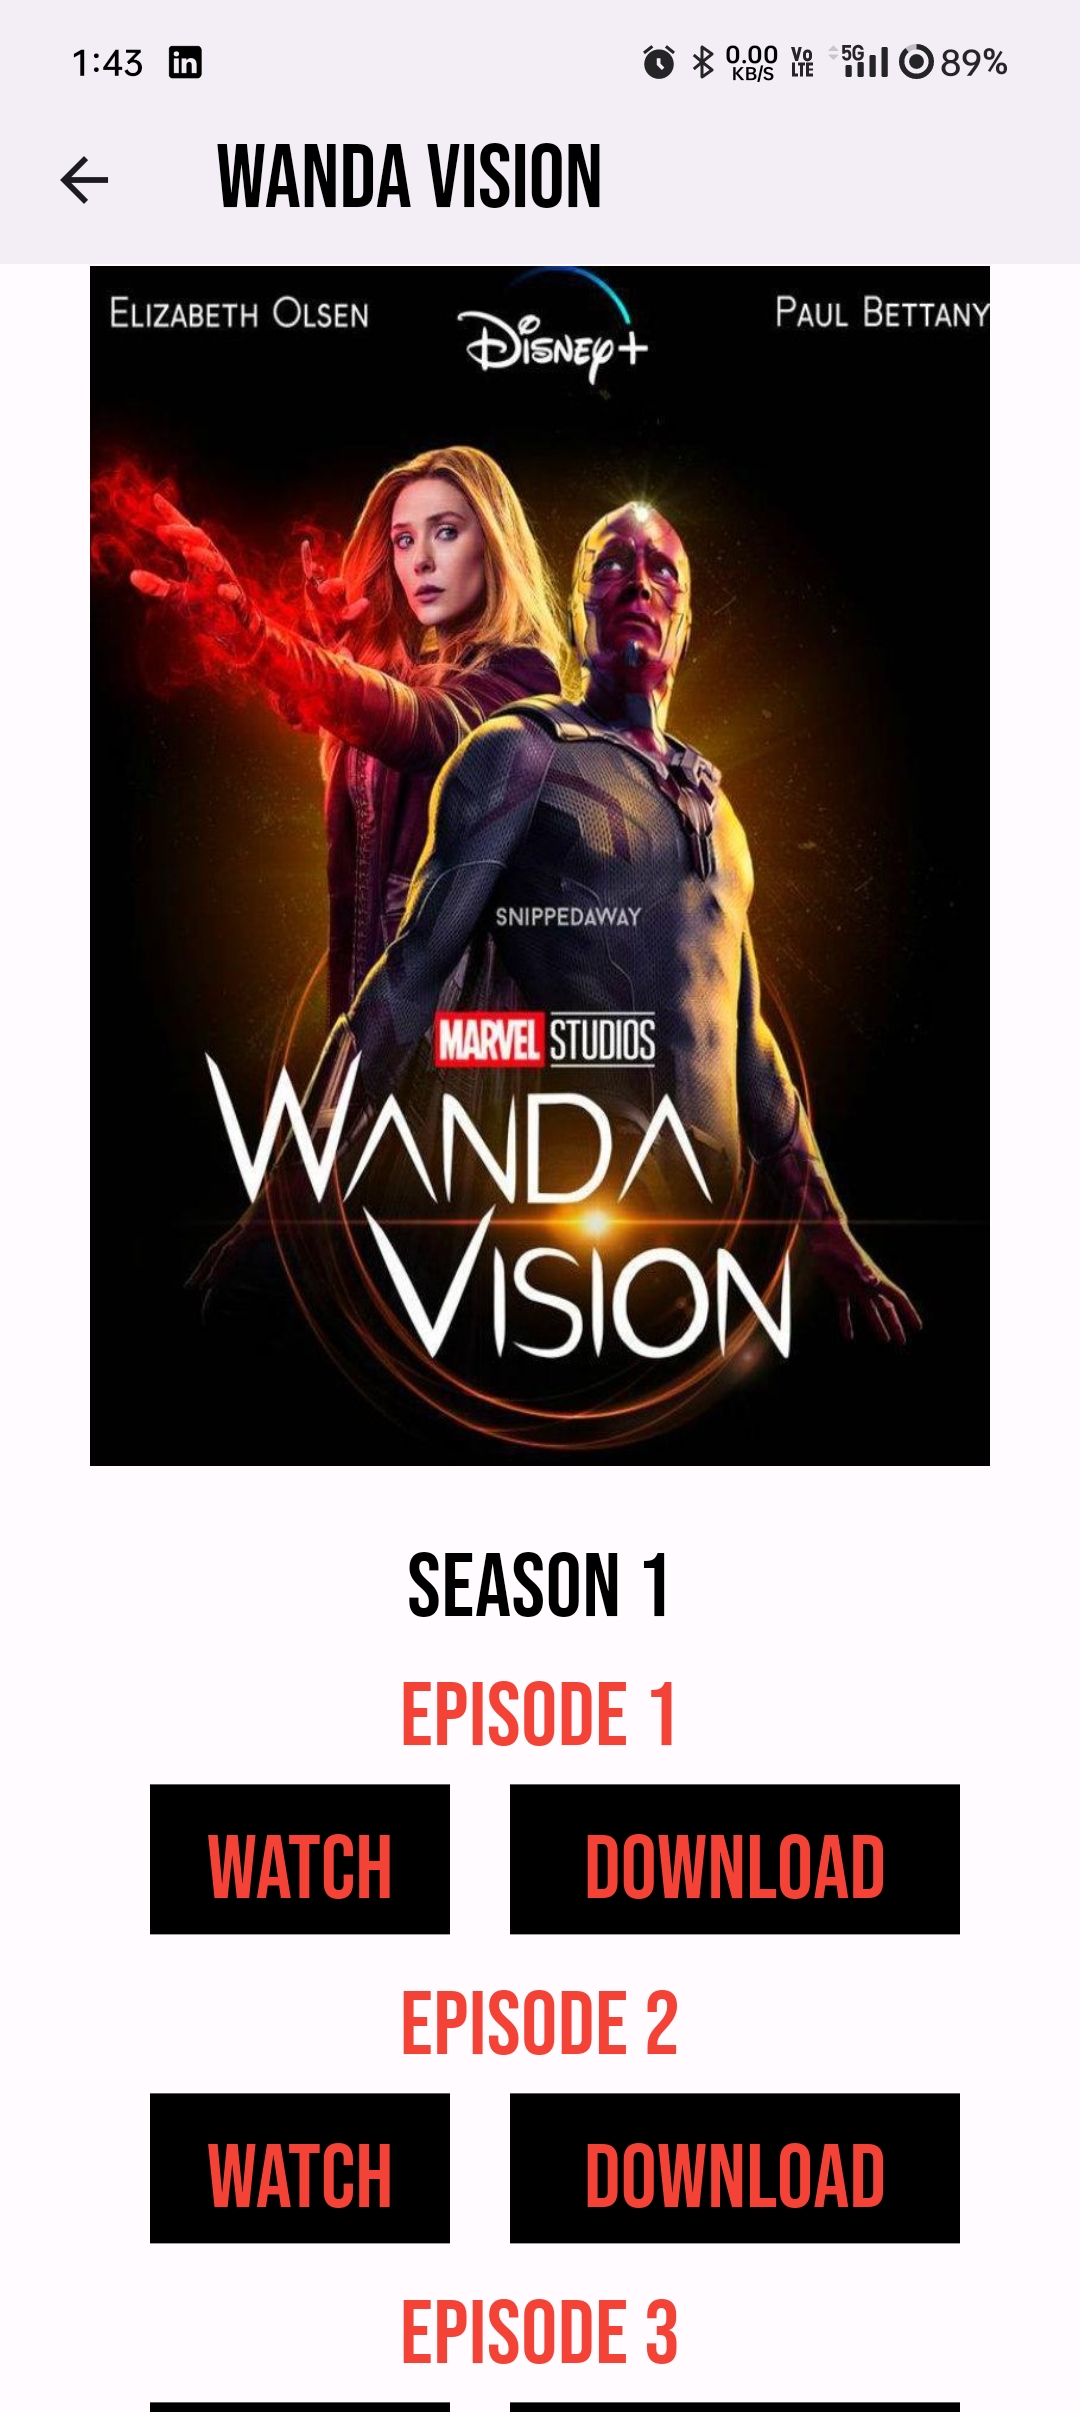 1:43 in 0.00 KB/S Vo LTE 5G 89%
WANDA VISION
ELIZABETH OLSEN Disney+ PAUL BETTANY
SNIPPEDAWAY
MARVEL STUDIOS
WANDA
VISION
SEASON 1
EPISODE 1
WATCH DOWNLOAD
EPISODE 2
WATCH DOWNLOAD
EPISODE 3